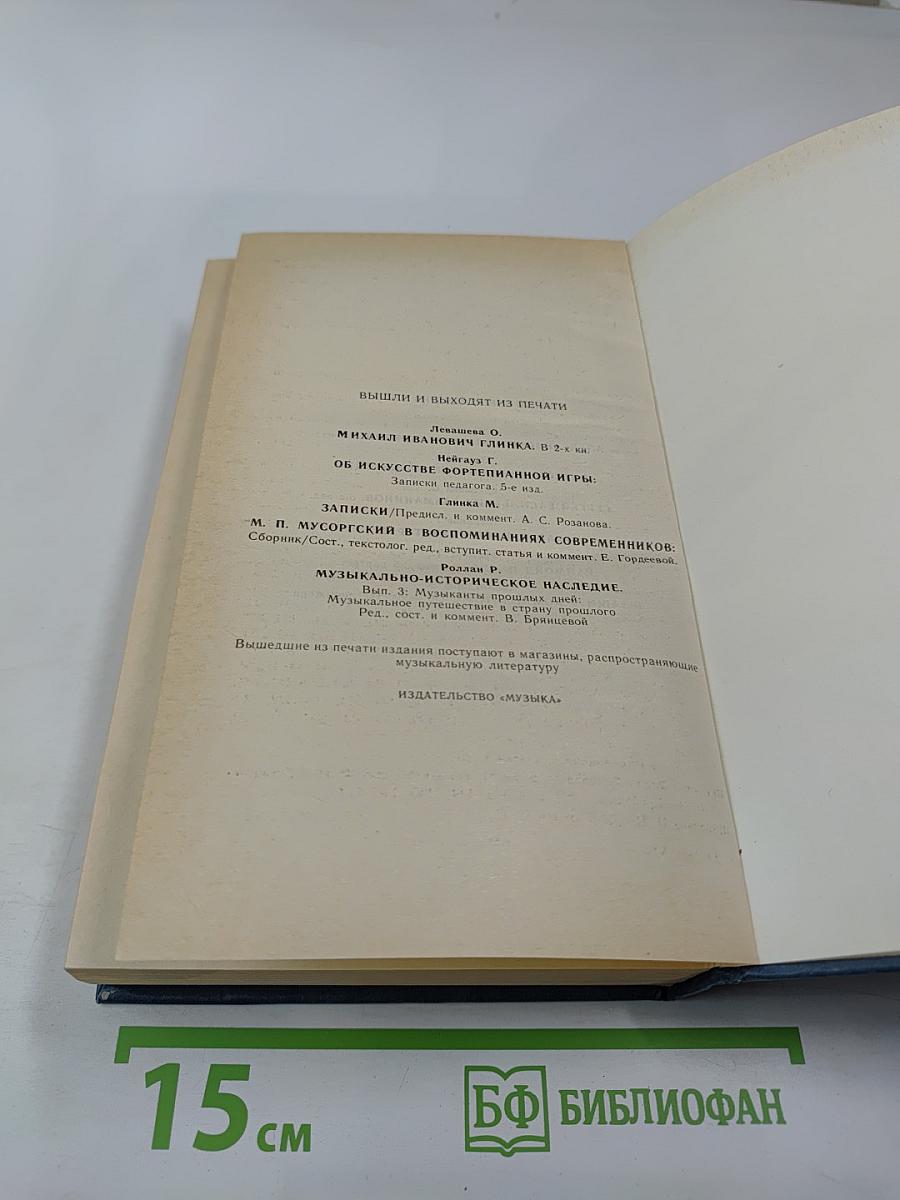 ВЫШЛИ И ВЫХОДЯТ ИЗ ПЕЧАТИ
Левашева О.
МИХАИЛ ИВАНОВИЧ ГЛИНКА. В 2-х кн.
Нейгауз Г.
ОБ ИСКУССТВЕ ФОРТЕПИАННОЙ ИГРЫ:
Записки педагога. 5-е изд.
Глинка М.
ЗАПИСКИ/Предисл. и коммент. А. С. Розанова.
М. П. МУСОРГСКИЙ В ВОСПОМИНАНИЯХ СОВРЕМЕННИКОВ:
Сборник/Сост., текстолог. ред., вступит. статья и коммент. Е. Гордеевой.
Роллан Р.
МУЗЫКАЛЬНО-ИСТОРИЧЕСКОЕ НАСЛЕДИЕ.
Вып. 3: Музыканты прошлых дней:
Музыкальное путешествие в страну прошлого
Ред., сост. и коммент. В. Брянцевой
Вышедшие из печати издания поступают в магазины, распространяющие
музыкальную литературу
ИЗДАТЕЛЬСТВО «МУЗЫКА»
15 см
БФ БИБЛИОФАН